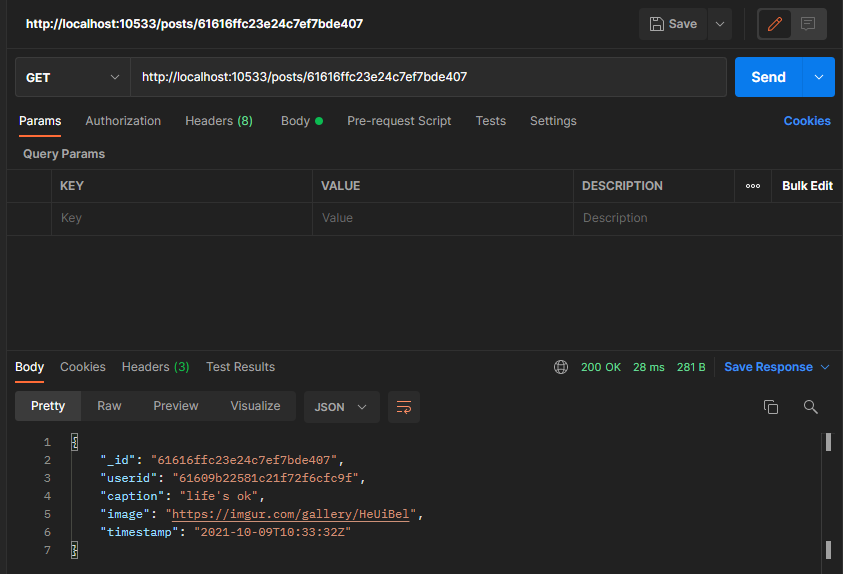 http://localhost:10533/posts/61616ffc23e24c7ef7bde407
Save
GET
http://localhost:10533/posts/61616ffc23e24c7ef7bde407
Send
Params Authorization Headers (8) Body Pre-request Script Tests Settings Cookies
Query Params
KEY VALUE DESCRIPTION ooo Bulk Edit
Key Value Description
Body Cookies Headers (3) Test Results 200 OK 28 ms 281 B Save Response
Pretty Raw Preview Visualize JSON
1 {
2 "_id": "61616ffc23e24c7ef7bde407",
3 "userid": "61609b22581c21f72f6cfc9f",
4 "caption": "life's ok",
5 "image": "https://imgur.com/gallery/HeUiBel",
6 "timestamp": "2021-10-09T10:33:32Z"
7 }